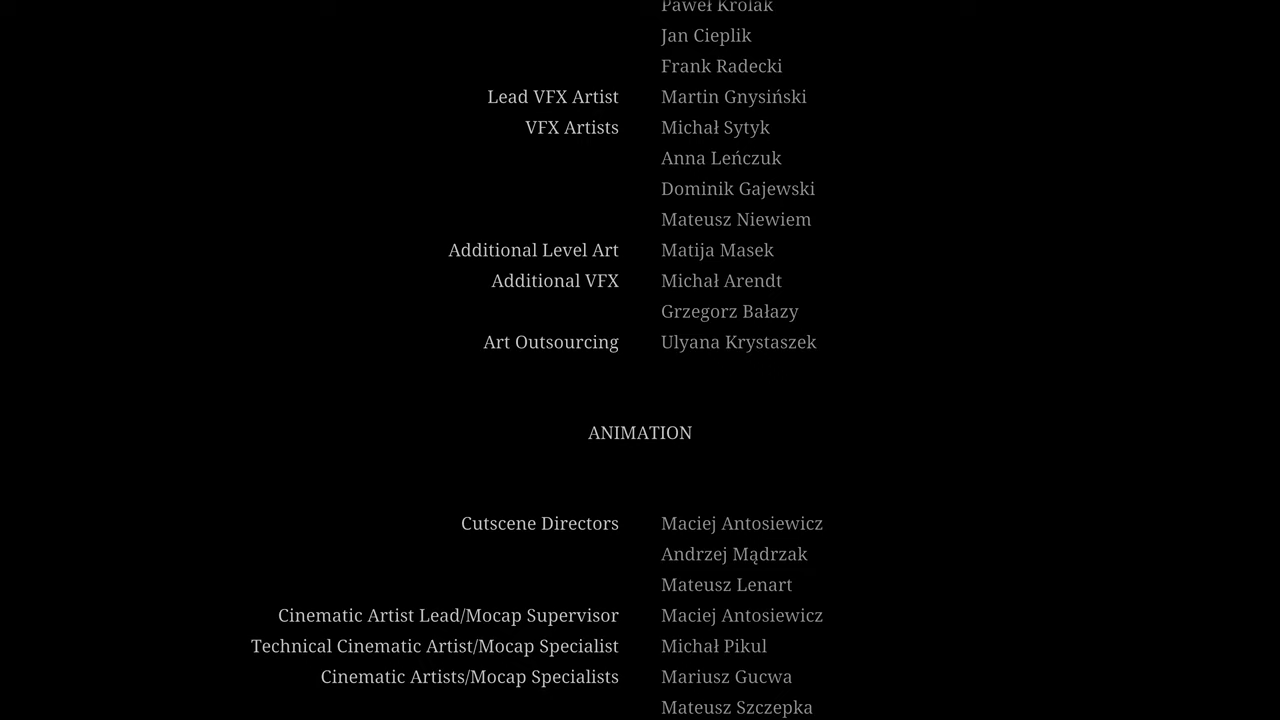 Paweł Królak
Jan Cieplik
Frank Radecki
Lead VFX Artist Martin Gnysiński
VFX Artists Michał Sytyk
Anna Leńczuk
Dominik Gajewski
Mateusz Niewiem
Additional Level Art Matija Masek
Additional VFX Michał Arendt
Grzegorz Bałazy
Art Outsourcing Ulyana Krystaszek
ANIMATION
Cutscene Directors Maciej Antosiewicz
Andrzej Mądrzak
Mateusz Lenart
Cinematic Artist Lead/Mocap Supervisor Maciej Antosiewicz
Technical Cinematic Artist/Mocap Specialist Michał Pikul
Cinematic Artists/Mocap Specialists Mariusz Gucwa
Mateusz Szczepka